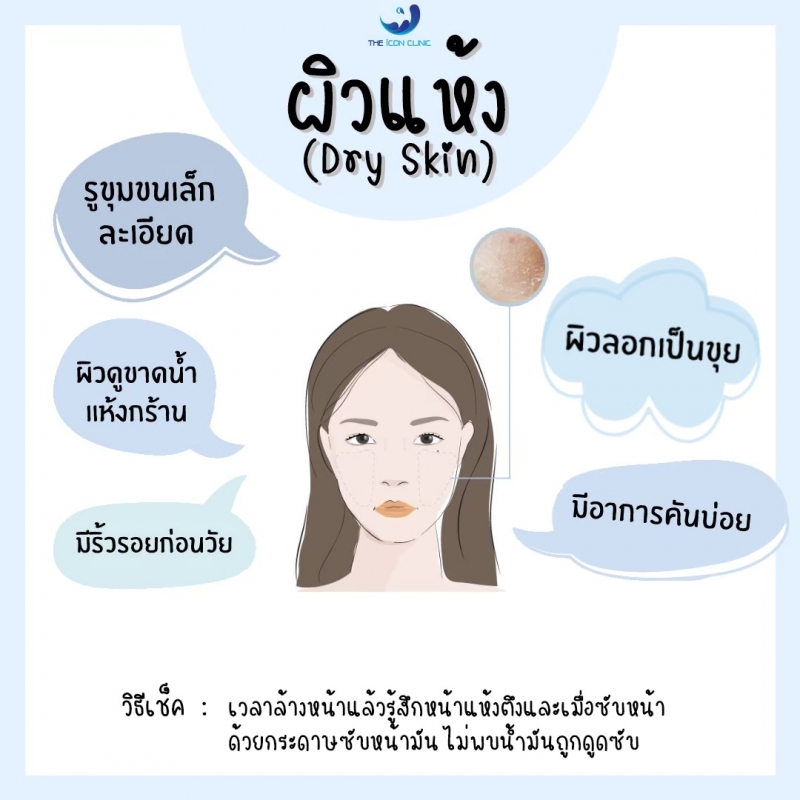 THE iCON CLINIC
ผิวแห้ง
(Dry Skin)
รูขุมขนเล็ก
ละเอียด
ผิวดูขาดน้ำ
แห้งกร้าน
มีริ้วรอยก่อนวัย
ผิวลอกเป็นขุย
มีอาการคันบ่อย
วิธีเช็ค : เวลาล้างหน้าแล้วรู้สึกหน้าแห้งตึงและเมื่อซับหน้า
ด้วยกระดาษซับหน้ามัน ไม่พบน้ำมันถูกดูดซับ